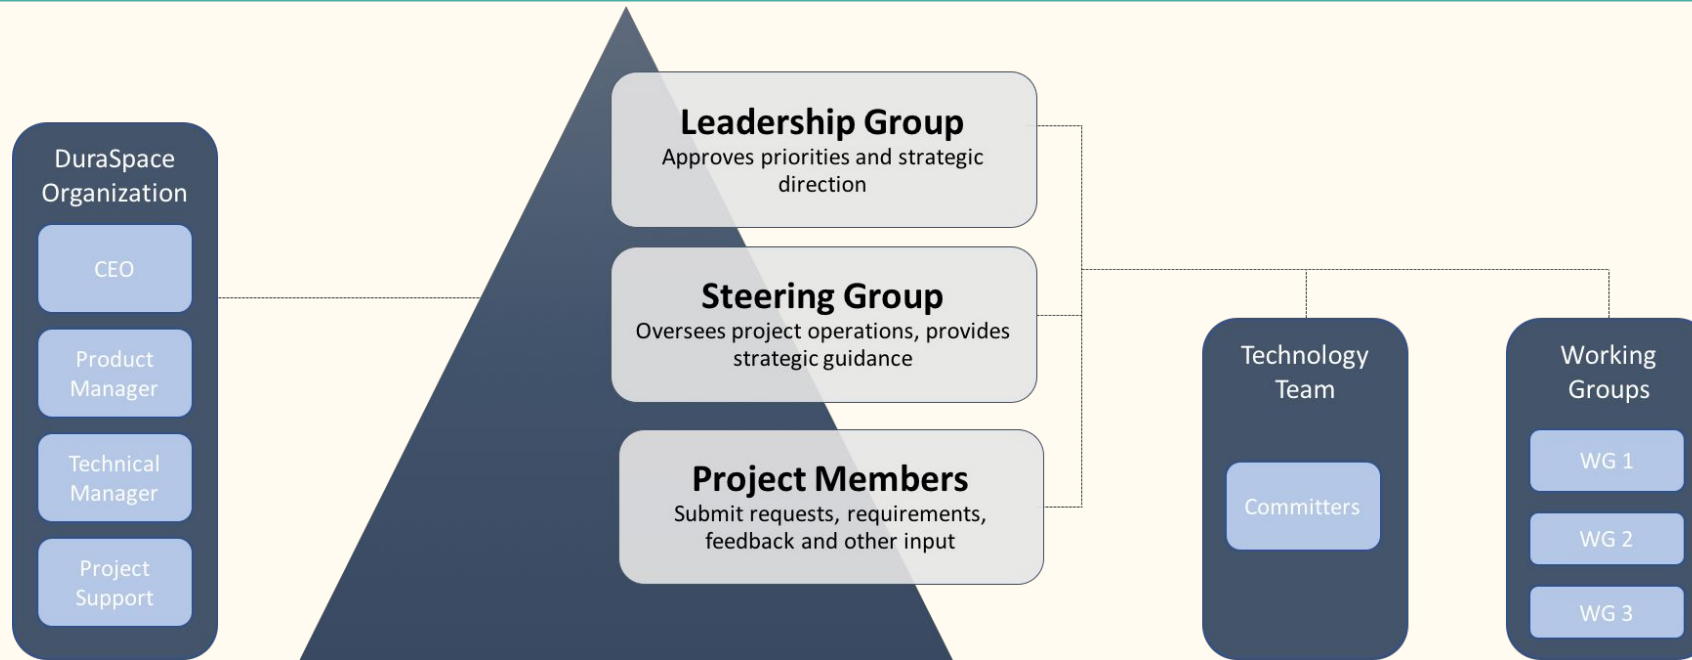 DuraSpace
Organization
CEO
Product
Manager
Technical
Manager
Project
Support
Leadership Group
Approves priorities and strategic
direction
Steering Group
Oversees project operations, provides
strategic guidance
Project Members
Submit requests, requirements,
feedback and other input
Technology
Team
Committers
Working
Groups
WG 1
WG 2
WG 3